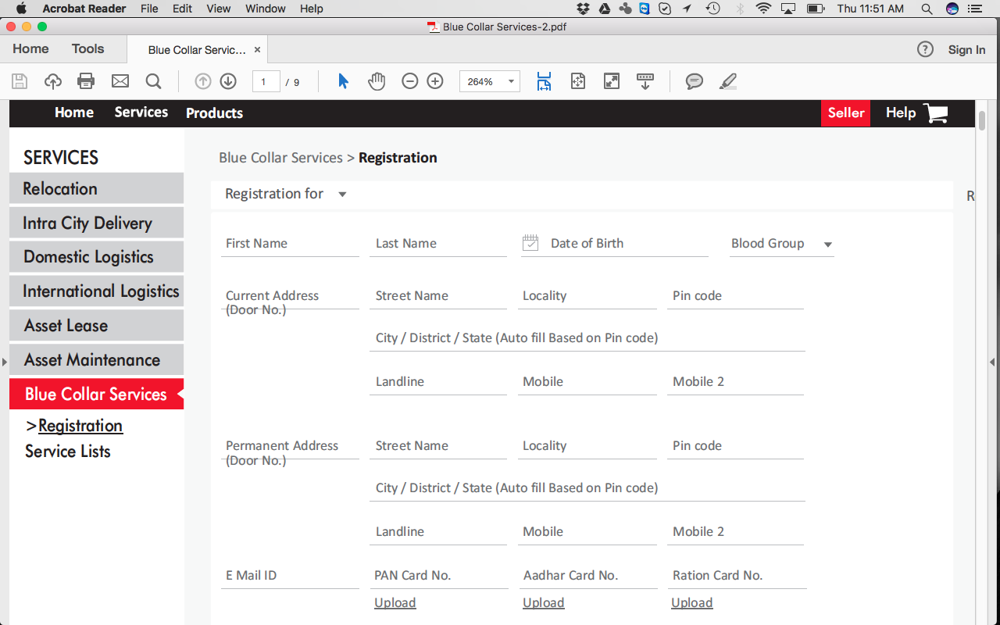 Acrobat Reader File Edit View Window Help Thu 11:51 AM
Blue Collar Services-2.pdf
Home Tools Blue Collar Servic... × ? Sign In
1 / 9 264%
Home Services Products Seller Help
SERVICES
Relocation
Intra City Delivery
Domestic Logistics
International Logistics
Asset Lease
Asset Maintenance
Blue Collar Services
>Registration
Service Lists
Blue Collar Services > Registration
Registration for R
First Name Last Name Date of Birth Blood Group
Current Address Street Name Locality Pin code
(Door No.)
City / District / State (Auto fill Based on Pin code)
Landline Mobile Mobile 2
Permanent Address Street Name Locality Pin code
(Door No.)
City / District / State (Auto fill Based on Pin code)
Landline Mobile Mobile 2
E Mail ID PAN Card No. Aadhar Card No. Ration Card No.
Upload Upload Upload